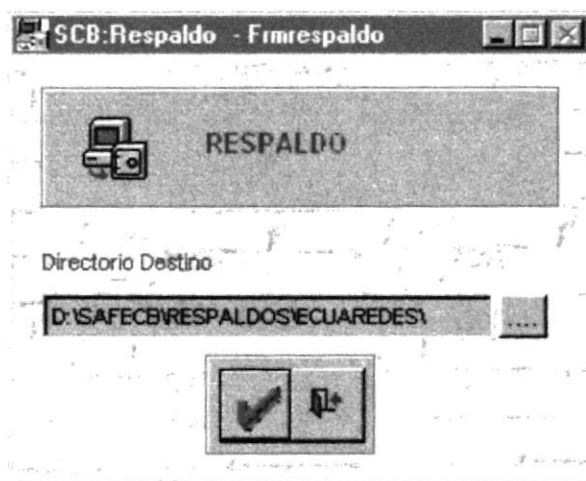 SCB:Respaldo - Frmrespaldo
RESPALDO
Directorio Destino
D:\SAFECB\RESPALDOS\ECUAREDES\
....